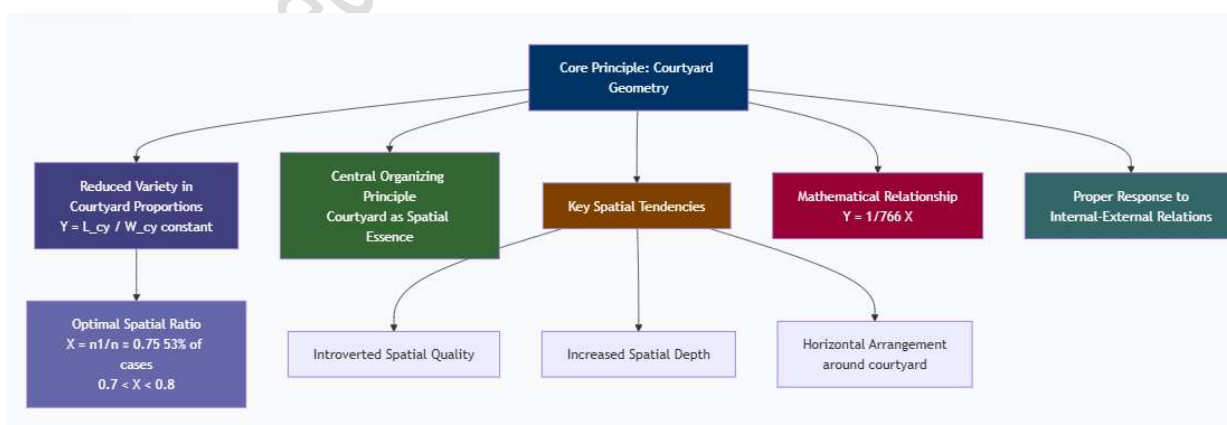 Core Principle: Courtyard
Geometry
Reduced Variety in
Courtyard Proportions
Y = L_cy / W_cy constant
Central Organizing
Principle
Courtyard as Spatial
Essence
Key Spatial Tendencies
Mathematical Relationship
Y = 1/766 X
Proper Response to
Internal-External Relations
Optimal Spatial Ratio
X = n1/n ≈ 0.75 53% of
cases
0.7 < X < 0.8
Introverted Spatial Quality
Increased Spatial Depth
Horizontal Arrangement
around courtyard